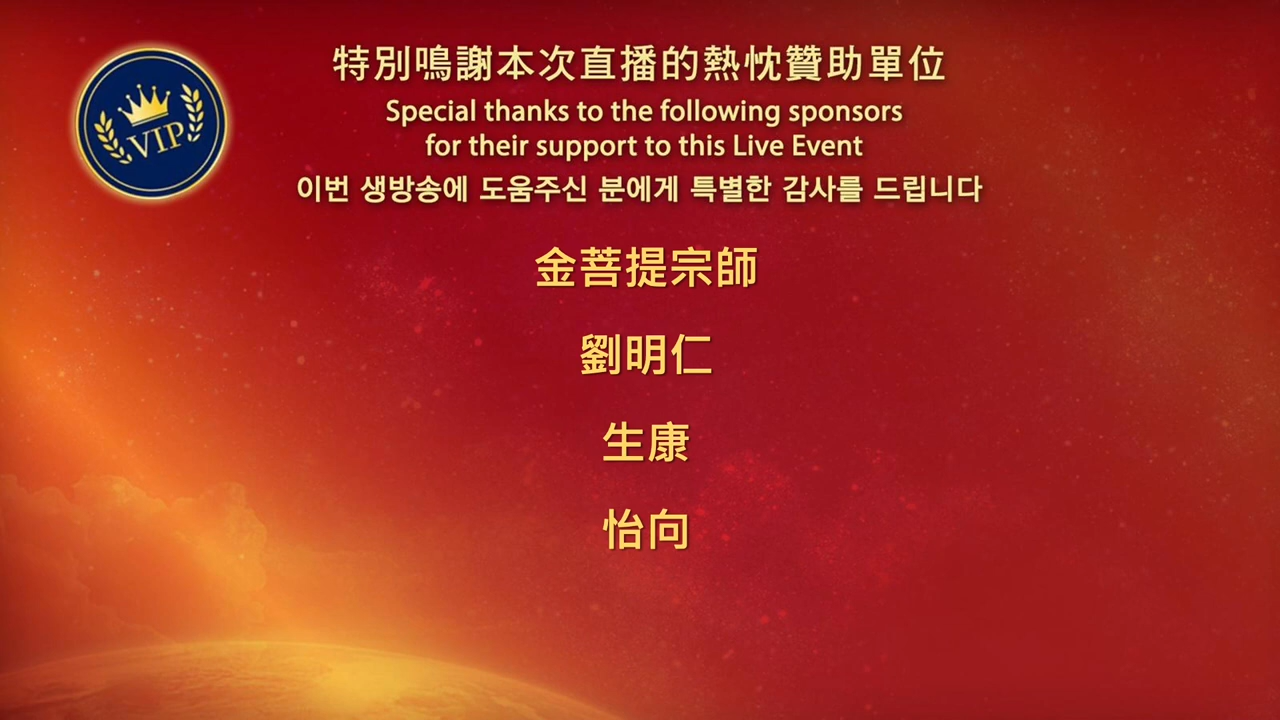 特別鳴謝本次直播的熱忱贊助單位
Special thanks to the following sponsors
for their support to this Live Event
이번 생방송에 도움주신 분에게 특별한 감사를 드립니다
VIP
金菩提宗師
劉明仁
生康
怡向